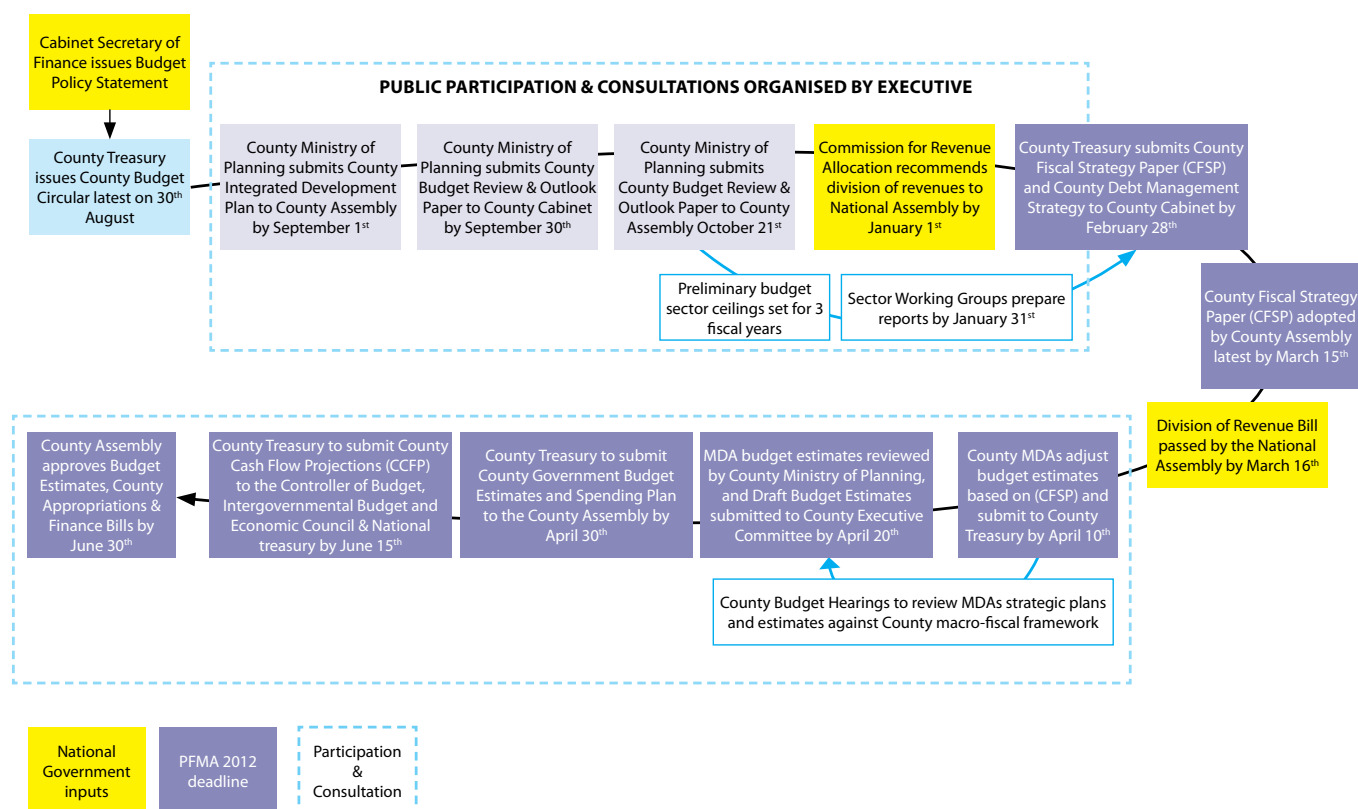 Cabinet Secretary of
Finance issues Budget
Policy Statement
County Treasury
issues County Budget
Circular latest on 30th
August
PUBLIC PARTICIPATION & CONSULTATIONS ORGANISED BY EXECUTIVE
County Ministry of
Planning submits County
Integrated Development
Plan to County Assembly
by September 1st
County Ministry of
Planning submits County
Budget Review & Outlook
Paper to County Cabinet
by September 30th
County Ministry of
Planning submits
County Budget Review &
Outlook Paper to County
Assembly October 21st
Commission for Revenue
Allocation recommends
division of revenues to
National Assembly by
January 1st
County Treasury submits County
Fiscal Strategy Paper (CFSP)
and County Debt Management
Strategy to County Cabinet by
February 28th
Preliminary budget
sector ceilings set for 3
fiscal years
Sector Working Groups prepare
reports by January 31st
County Fiscal Strategy
Paper (CFSP) adopted
by County Assembly
latest by March 15th
Division of Revenue Bill
passed by the National
Assembly by March 16th
County Assembly
approves Budget
Estimates, County
Appropriations &
Finance Bills by
June 30th
County Treasury to submit County
Cash Flow Projections (CCFP)
to the Controller of Budget,
Intergovernmental Budget and
Economic Council & National
treasury by June 15th
County Treasury to submit
County Government Budget
Estimates and Spending Plan
to the County Assembly by
April 30th
MDA budget estimates reviewed
by County Ministry of Planning,
and Draft Budget Estimates
submitted to County Executive
Committee by April 20th
County MDAs adjust
budget estimates
based on (CFSP) and
submit to County
Treasury by April 10th
County Budget Hearings to review MDAs strategic plans
and estimates against County macro-fiscal framework
National
Government
inputs
PFMA 2012
deadline
Participation
&
Consultation